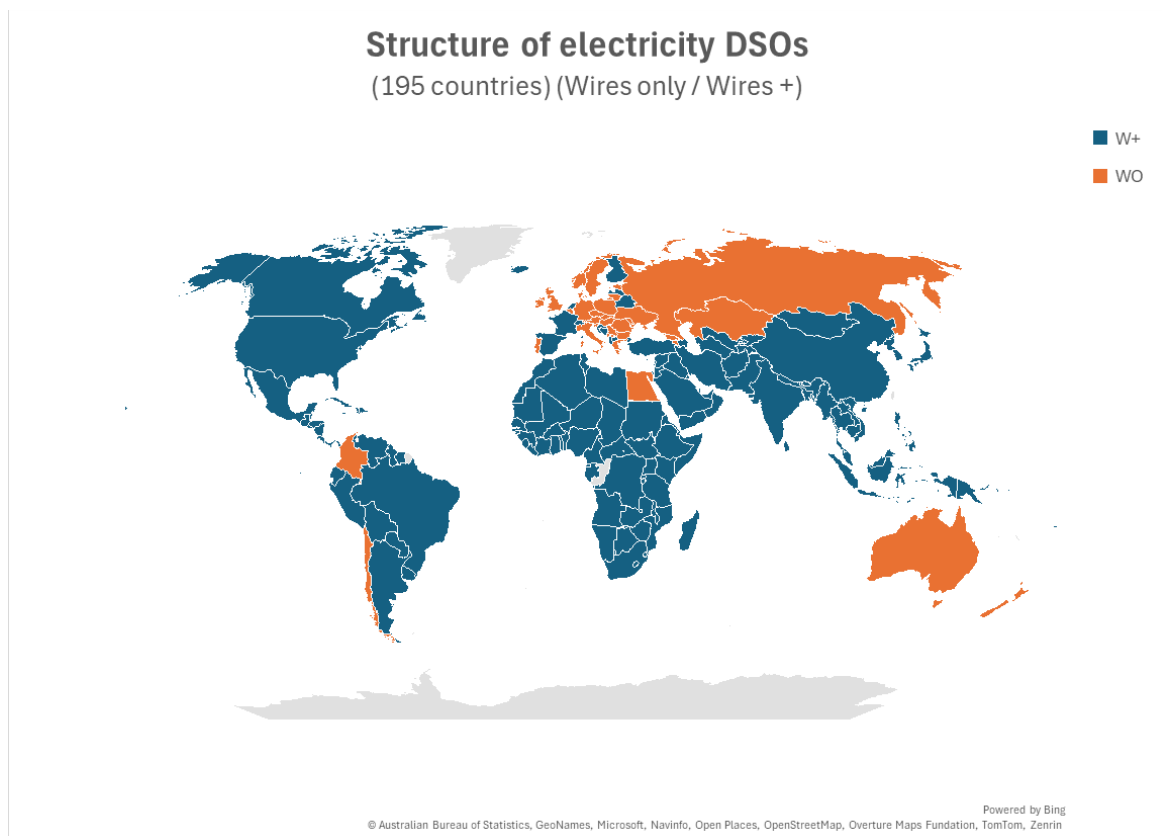 Structure of electricity DSOs
(195 countries) (Wires only / Wires +)
W+
WO
Powered by Bing
© Australian Bureau of Statistics, GeoNames, Microsoft, Navinfo, Open Places, OpenStreetMap, Overture Maps Fundation, TomTom, Zenrin